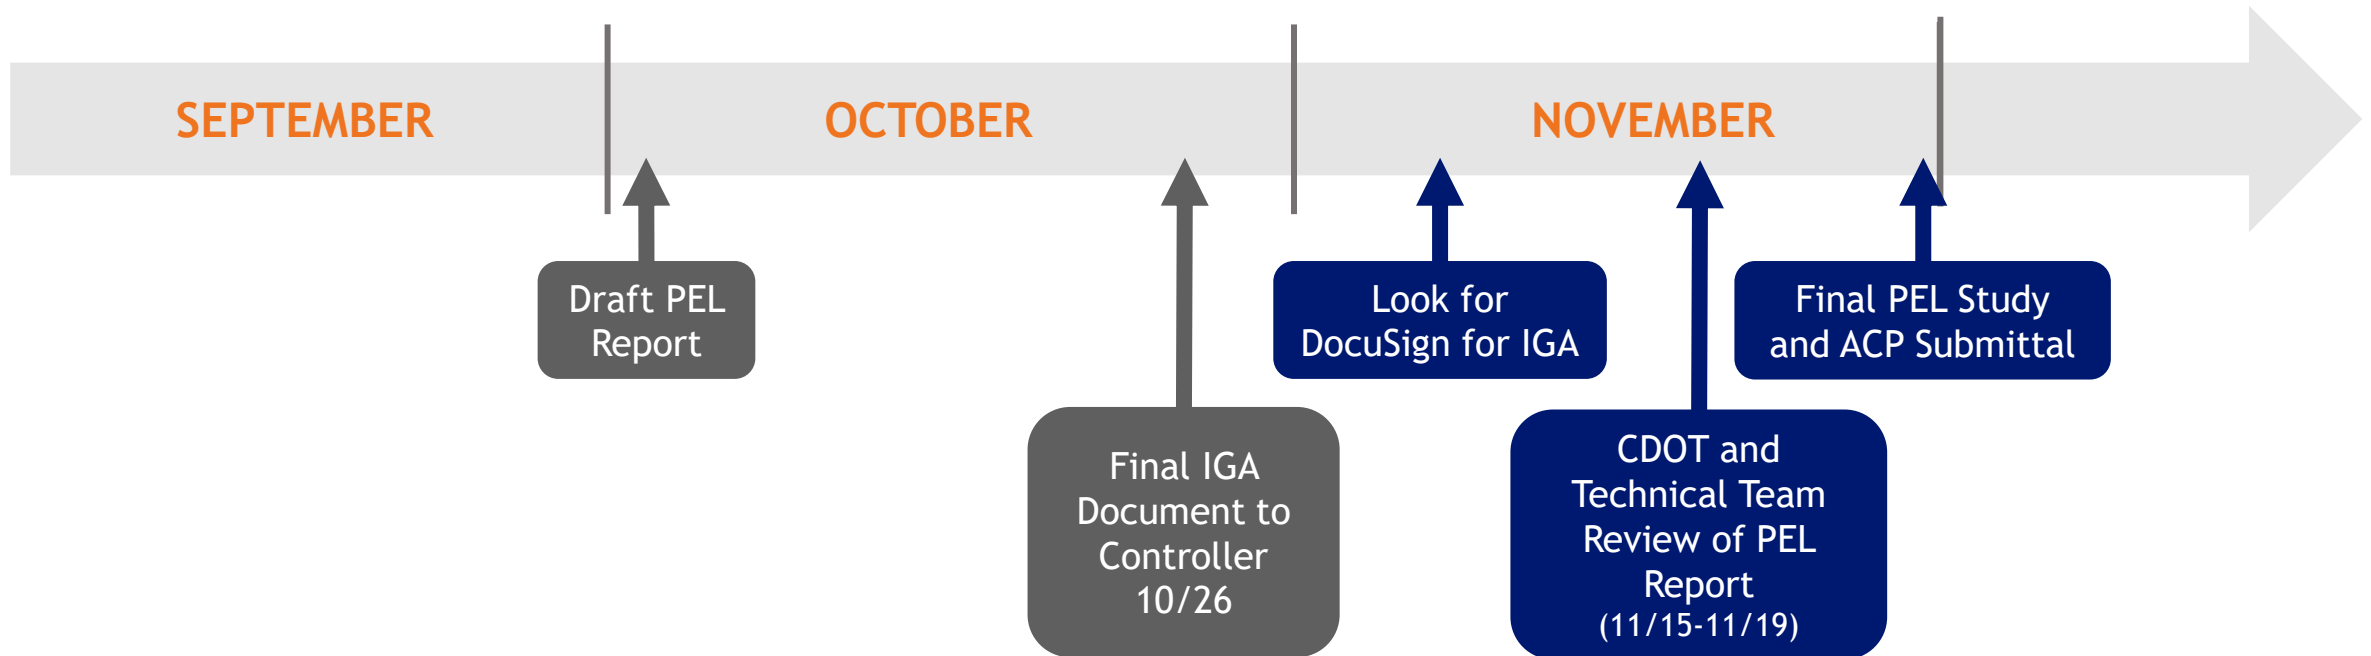 SEPTEMBER
OCTOBER
NOVEMBER
Draft PEL
Report
Final IGA
Document to
Controller
10/26
Look for
DocuSign for IGA
CDOT and
Technical Team
Review of PEL
Report
(11/15-11/19)
Final PEL Study
and ACP Submittal